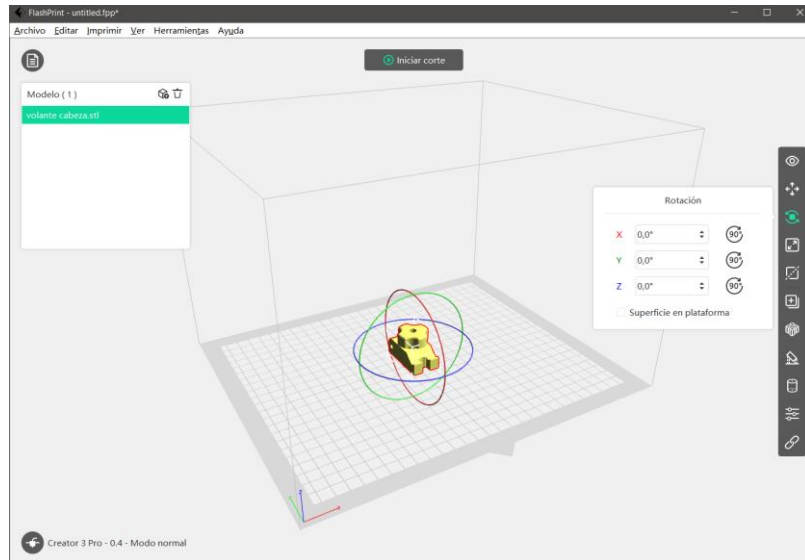 FlashPrint - untitled.fpp*
Archivo Editar Imprimir Ver Herramientas Ayuda
Iniciar corte
Modelo ( 1 )
volante cabeza.stl
Rotación
X 0,0° 90°
Y 0,0° 90°
Z 0,0° 90°
Superficie en plataforma
z
Creator 3 Pro - 0.4 - Modo normal